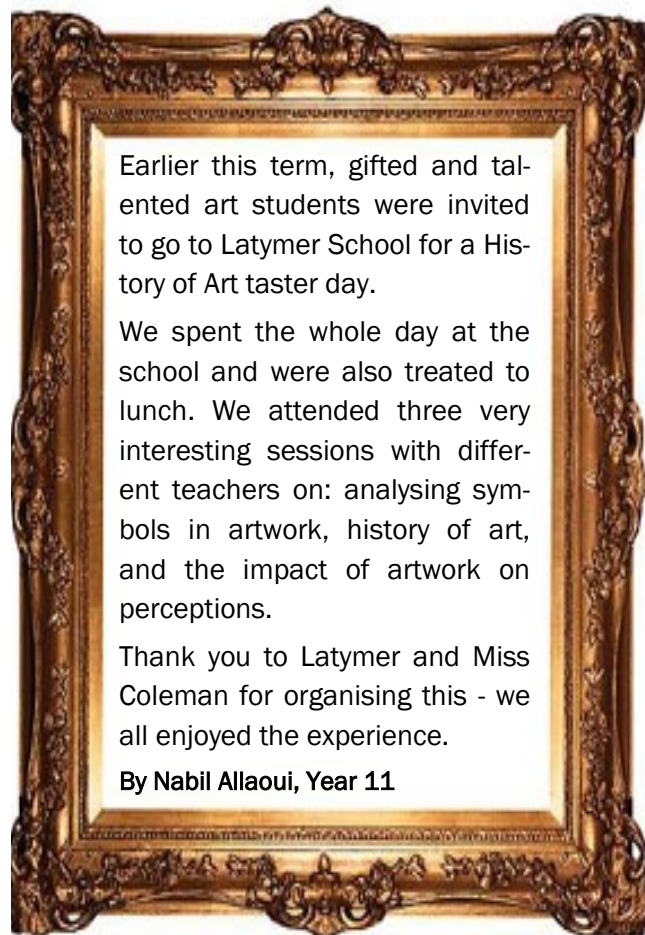 Earlier this term, gifted and tal-
ented art students were invited
to go to Latymer School for a His-
tory of Art taster day.
We spent the whole day at the
school and were also treated to
lunch. We attended three very
interesting sessions with differ-
ent teachers on: analysing sym-
bols in artwork, history of art,
and the impact of artwork on
perceptions.
Thank you to Latymer and Miss
Coleman for organising this - we
all enjoyed the experience.
By Nabil Allaoui, Year 11